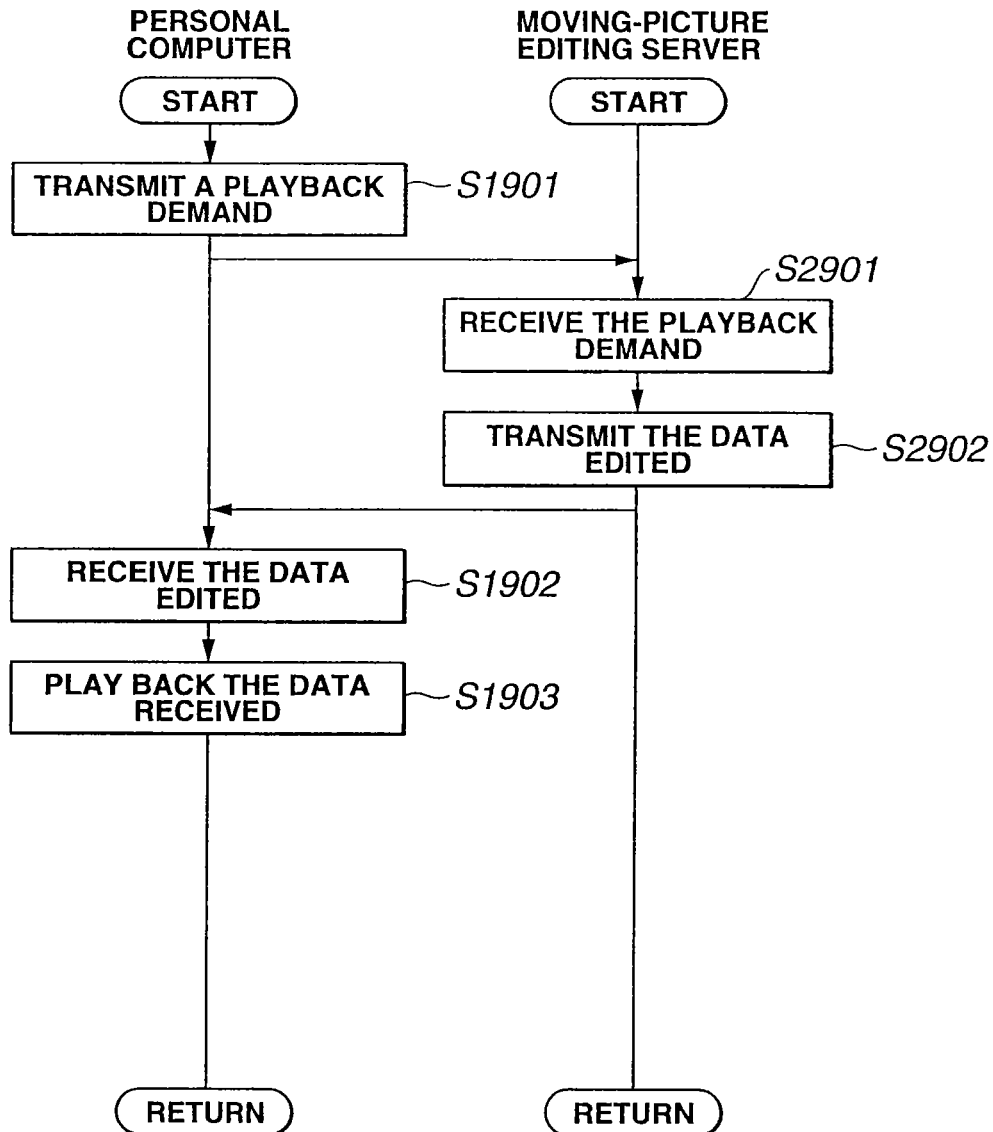 PERSONAL
COMPUTER
MOVING-PICTURE
EDITING SERVER
START
START
TRANSMIT A PLAYBACK
DEMAND
S1901
S2901
RECEIVE THE PLAYBACK
DEMAND
TRANSMIT THE DATA
EDITED
S2902
RECEIVE THE DATA
EDITED
S1902
PLAY BACK THE DATA
RECEIVED
S1903
RETURN
RETURN